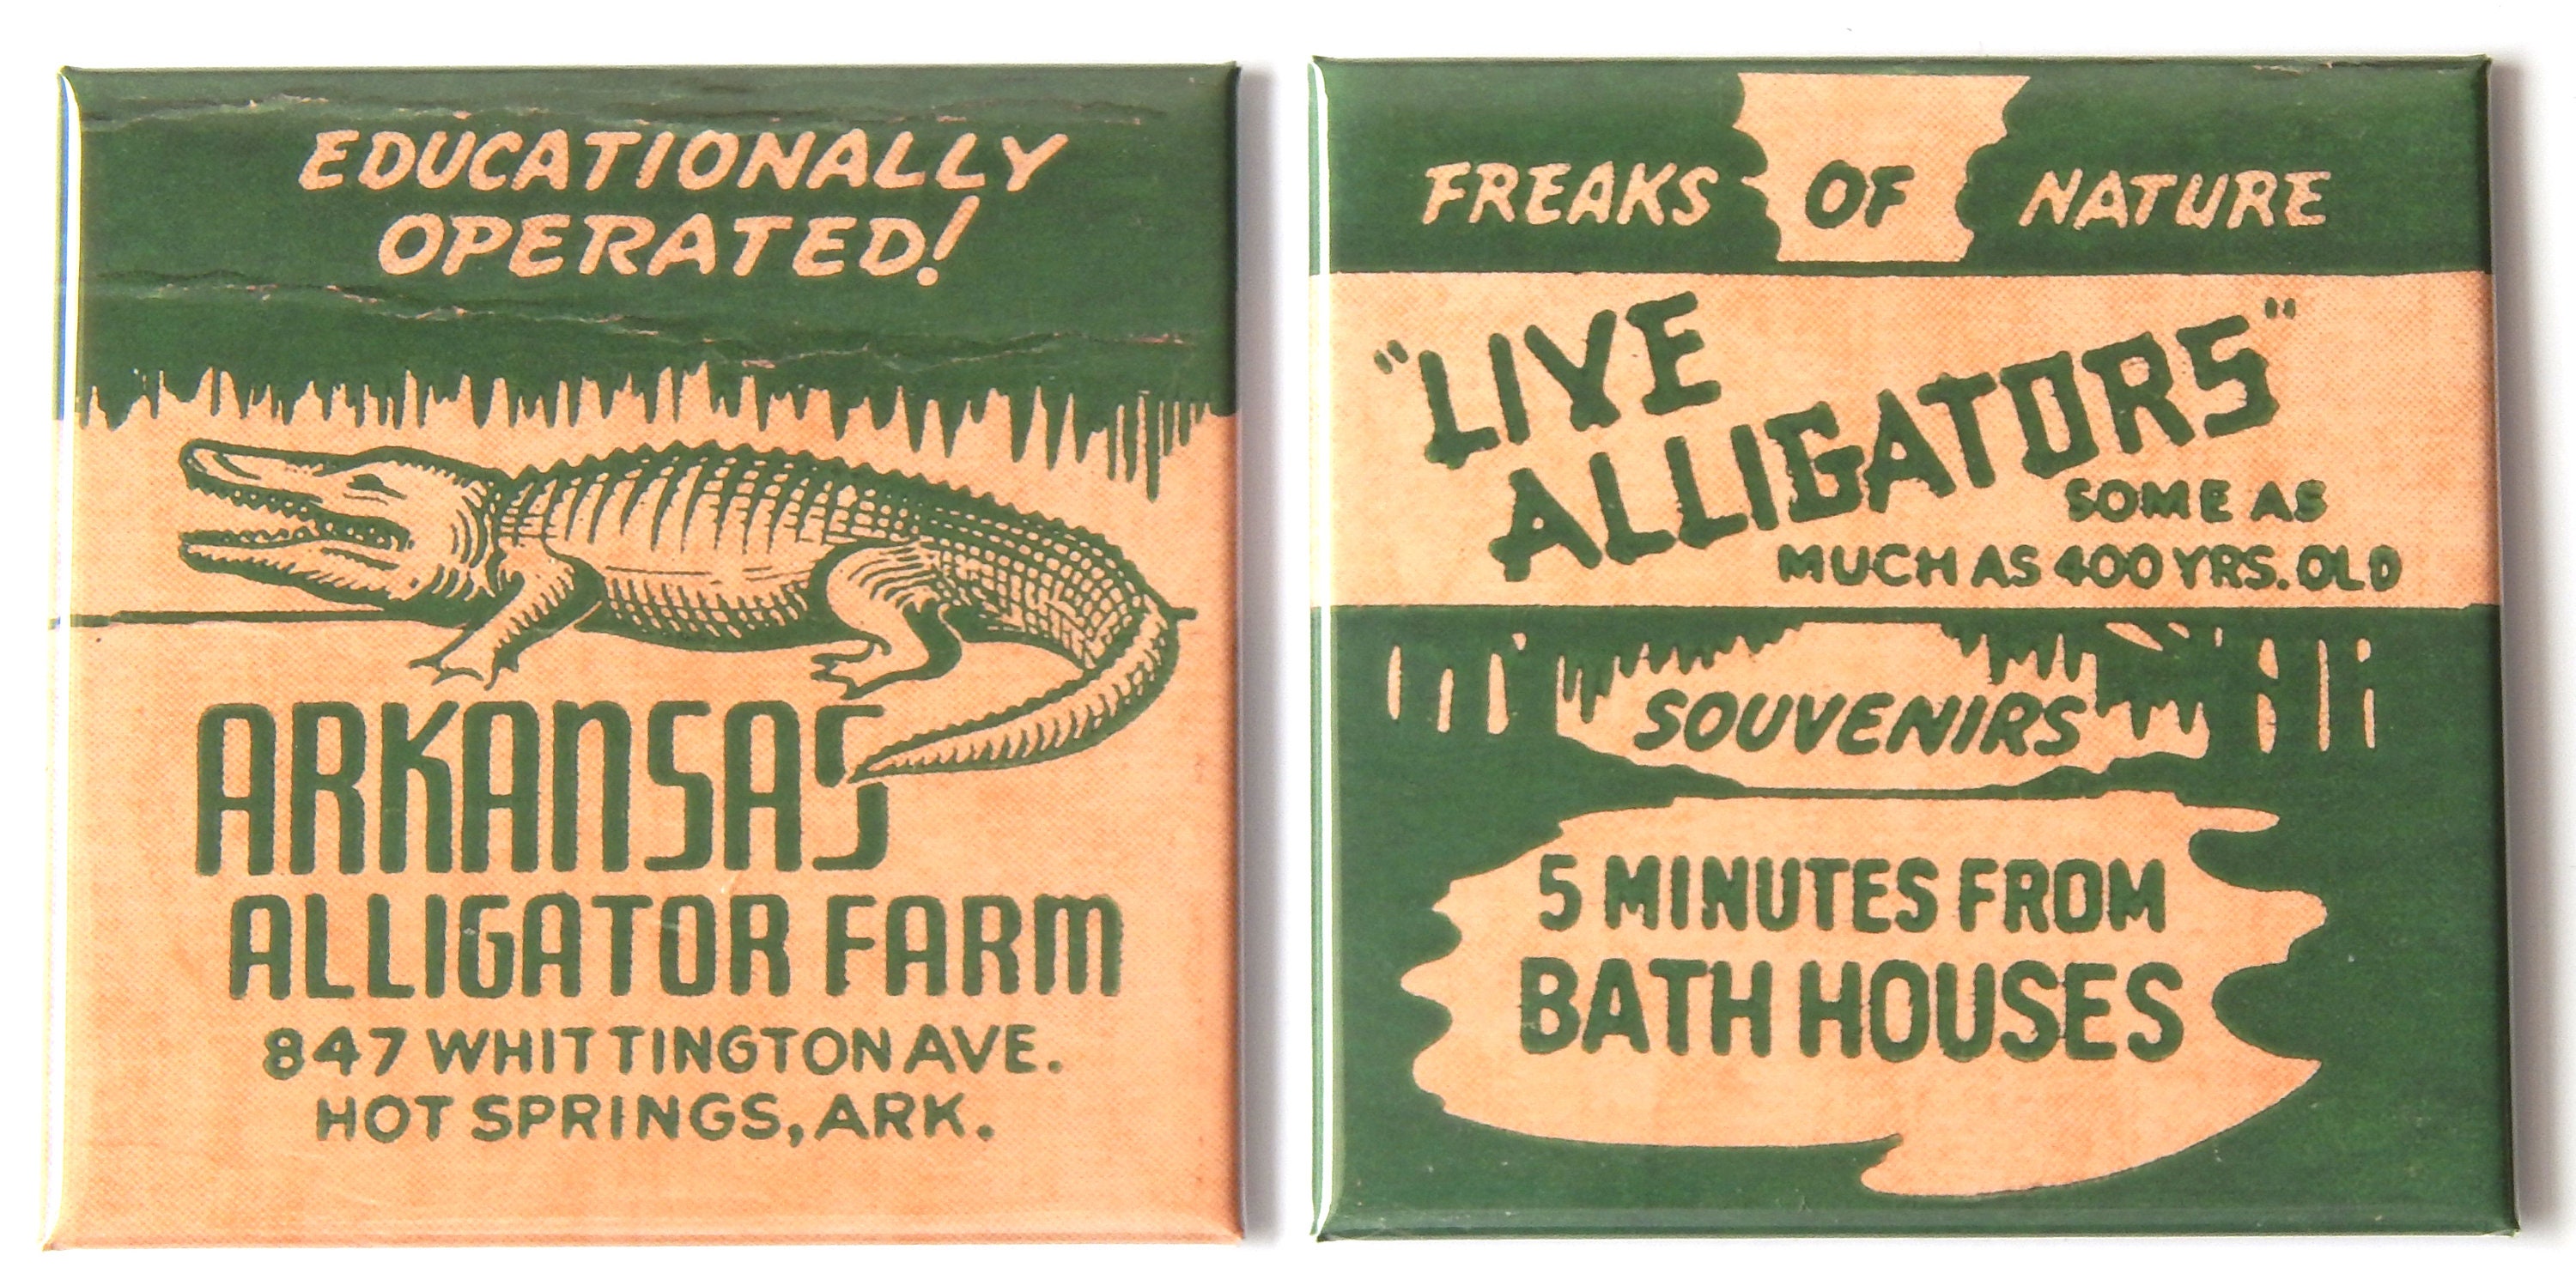 EDUCATIONALLY
OPERATED!
ARKANSAS
ALLIGATOR FARM
847 WHITTINGTON AVE.
HOT SPRINGS, ARK.
FREAKS OF NATURE
"LIVE
ALLIGATORS"
SOME AS
MUCH AS 400 YRS. OLD
SOUVENIRS
5 MINUTES FROM
BATH HOUSES